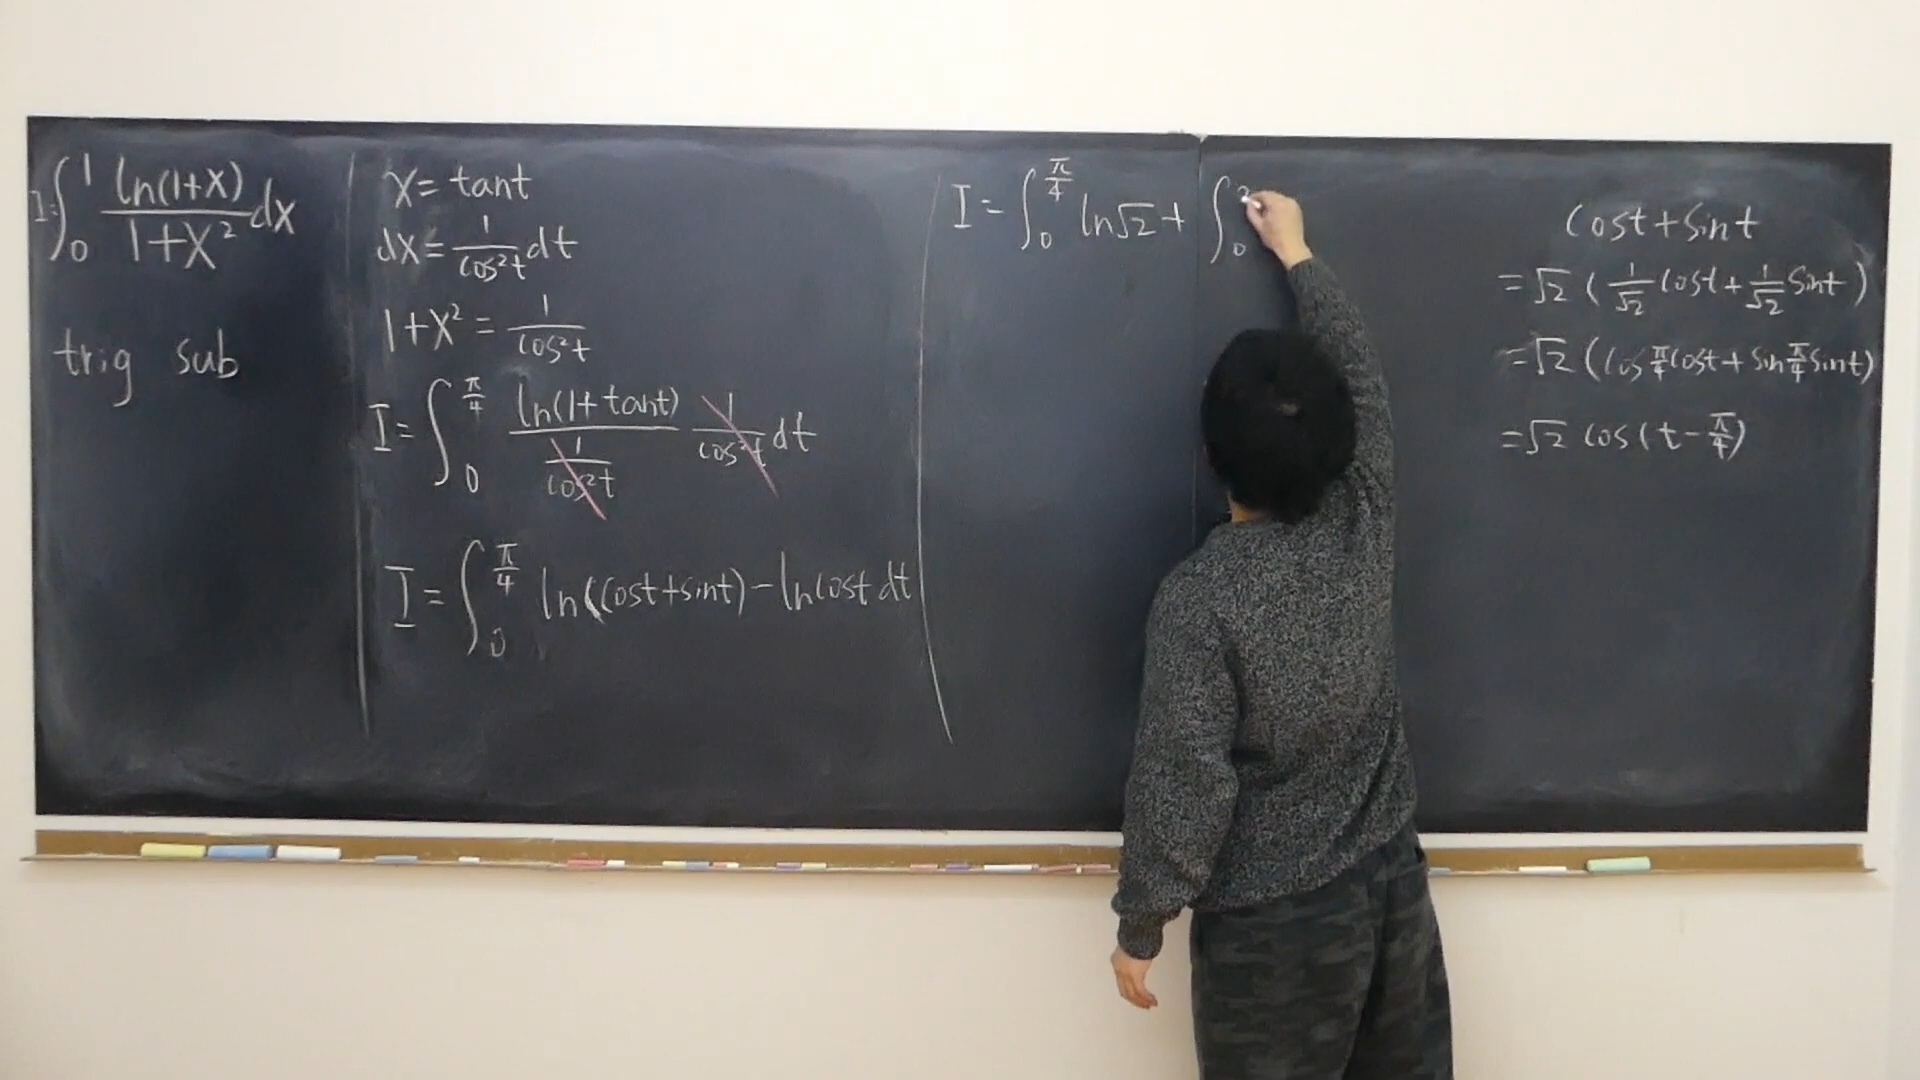 I=∫₀¹ ln(1+x)/(1+x²) dx
trig sub
x= tant
dx= 1/cos²t dt
1+x² = 1/cos²t
I= ∫₀^(π/4) ln(1+tant)/(1/cos²t) 1/cos²t dt
I= ∫₀^(π/4) ln(cost+sint)-lncost dt
I= ∫₀^(π/4) ln√2 + ∫₀
cost+sint
=√2 (1/√2 cost+ 1/√2 sint)
=√2 (cos π/4 cost+ sin π/4 sint)
=√2 cos(t- π/4)